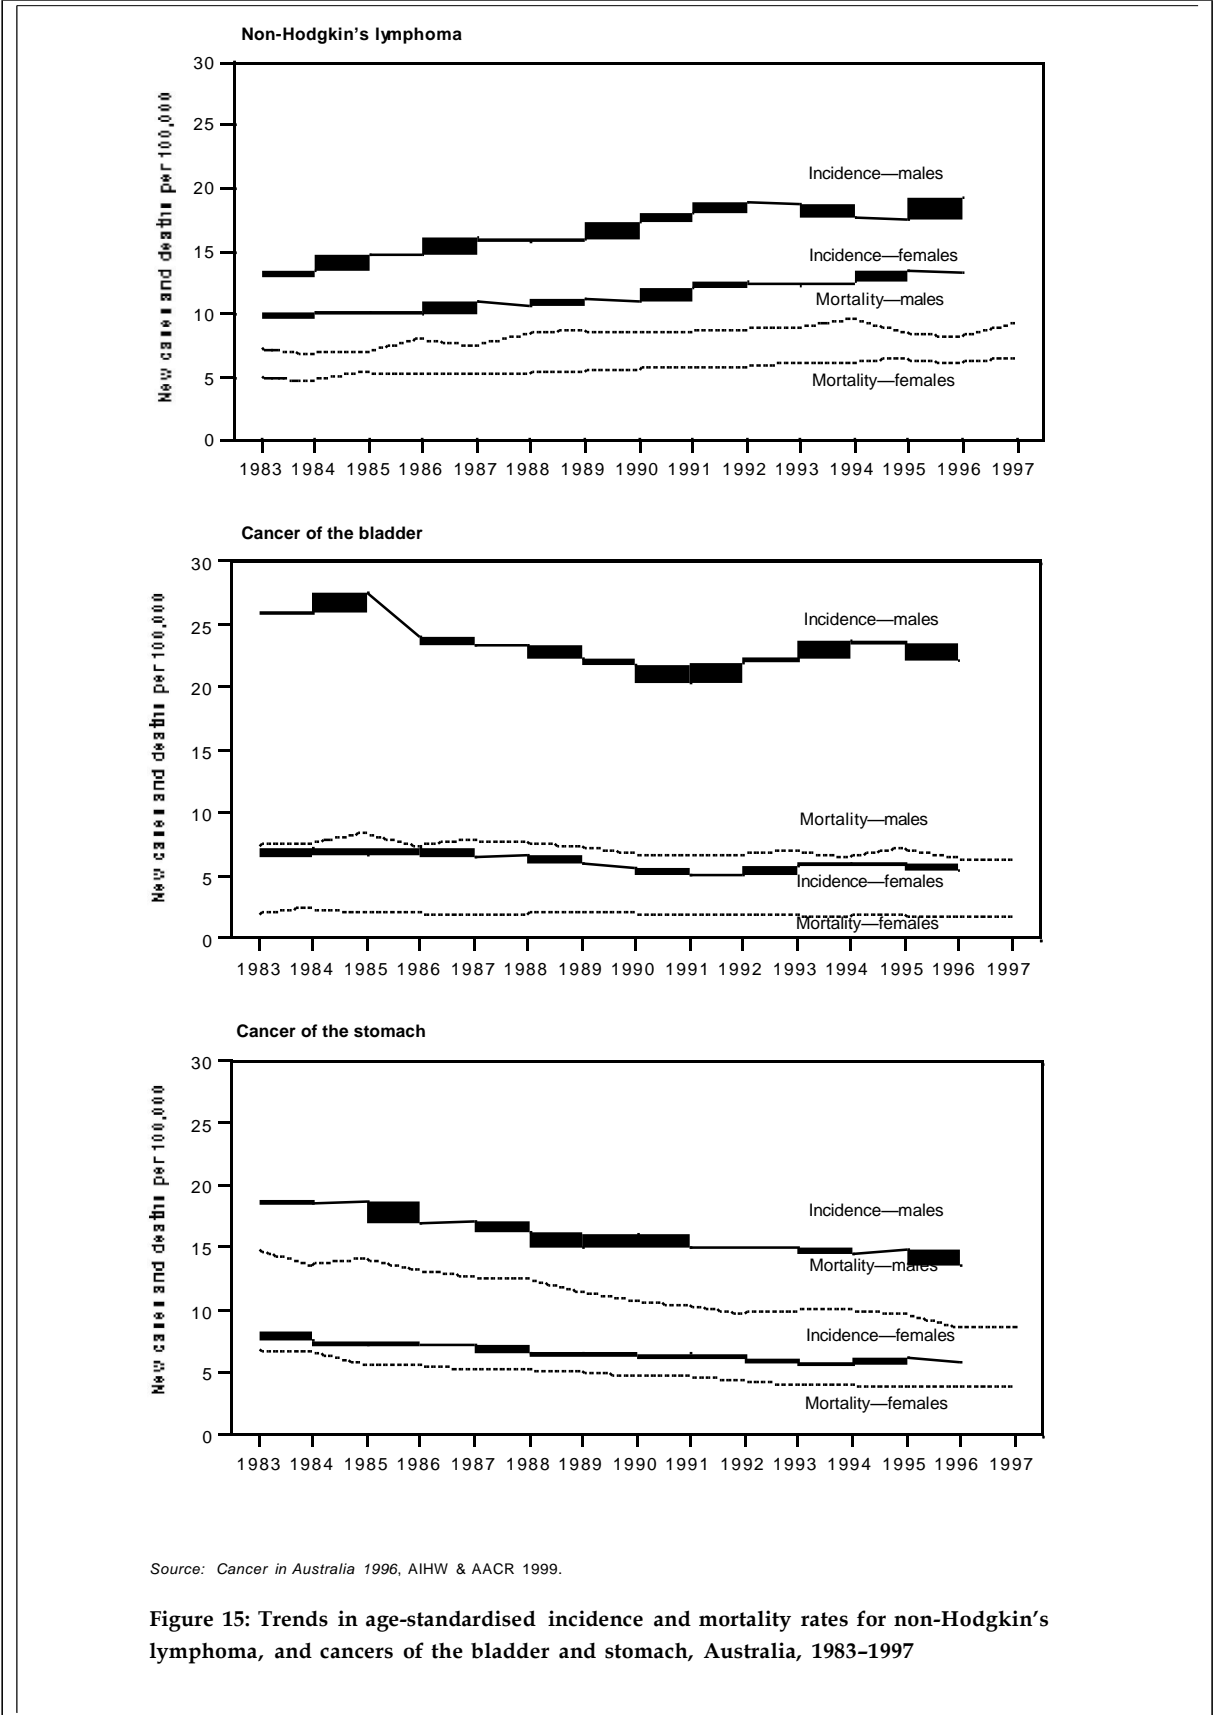 Non-Hodgkin's lymphoma
New cases and deaths per 100,000
30
25
20
15
10
5
0
Incidence—males
Incidence—females
Mortality—males
Mortality—females
1983 1984 1985 1986 1987 1988 1989 1990 1991 1992 1993 1994 1995 1996 1997
Cancer of the bladder
New cases and deaths per 100,000
30
25
20
15
10
5
0
Incidence—males
Mortality—males
Incidence—females
Mortality—females
1983 1984 1985 1986 1987 1988 1989 1990 1991 1992 1993 1994 1995 1996 1997
Cancer of the stomach
New cases and deaths per 100,000
30
25
20
15
10
5
0
Incidence—males
Mortality—males
Incidence—females
Mortality—females
1983 1984 1985 1986 1987 1988 1989 1990 1991 1992 1993 1994 1995 1996 1997
Source: Cancer in Australia 1996, AIHW & AACR 1999.
Figure 15: Trends in age-standardised incidence and mortality rates for non-Hodgkin's
lymphoma, and cancers of the bladder and stomach, Australia, 1983–1997